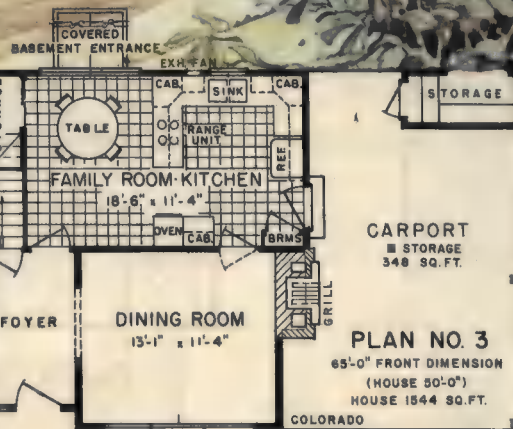 COVERED
BASEMENT ENTRANCE
EXH. FAN
CAB.
SINK
CAB.
STORAGE
TABLE
RANGE
UNIT
REF.
FAMILY ROOM·KITCHEN
18'-6" x 11'-4"
OVEN
CAB.
BRMS
CARPORT
& STORAGE
348 SQ.FT.
FOYER
DINING ROOM
13'-1" x 11'-4"
GRILL
PLAN NO. 3
65'-0" FRONT DIMENSION
(HOUSE 50'-0")
HOUSE 1544 SQ.FT.
COLORADO